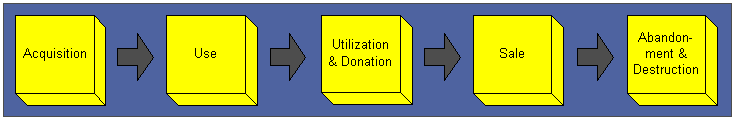 Acquisition
Use
Utilization
& Donation
Sale
Abandon-
ment &
Destruction